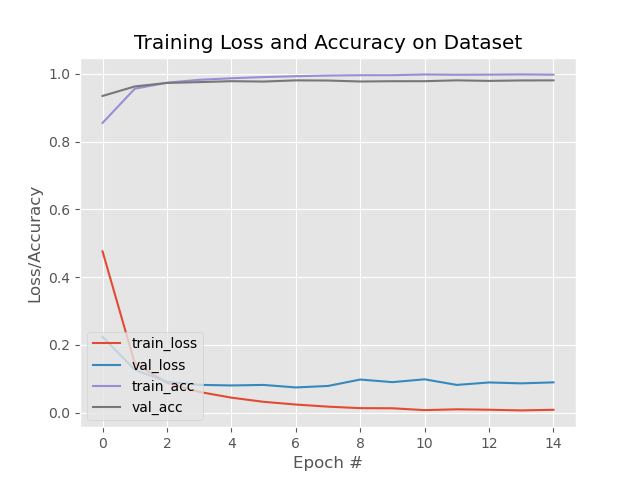 Training Loss and Accuracy on Dataset
Loss/Accuracy
1.0
0.8
0.6
0.4
0.2
0.0
train_loss
val_loss
train_acc
val_acc
0 2 4 6 8 10 12 14
Epoch #